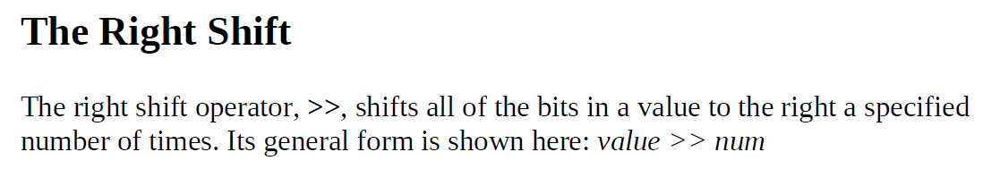 The Right Shift
The right shift operator, >>, shifts all of the bits in a value to the right a specified
number of times. Its general form is shown here: value >> num